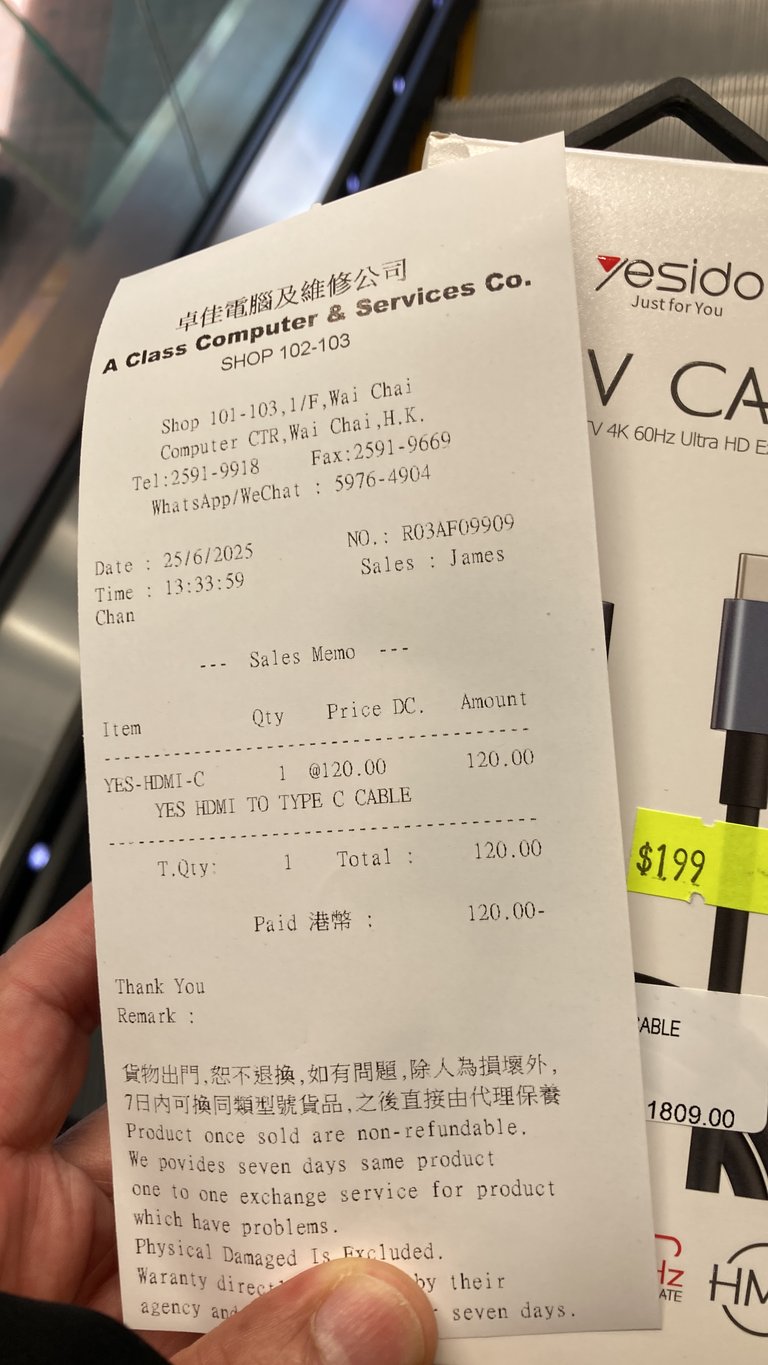 卓佳電腦及維修公司
A Class Computer & Services Co.
SHOP 102-103
Shop 101-103,1/F,Wai Chai
Computer CTR,Wai Chai,H.K.
Tel:2591-9918 Fax:2591-9669
WhatsApp/WeChat : 5976-4904
Date : 25/6/2025 NO.: R03AF09909
Time : 13:33:59 Sales : James
Chan
--- Sales Memo ---
Item Qty Price DC. Amount
YES-HDMI-C 1 @120.00 120.00
YES HDMI TO TYPE C CABLE
T.Qty: 1 Total : 120.00
Paid 港幣 : 120.00-
Thank You
Remark :
貨物出門,恕不退換,如有問題,除人為損壞外,
7日内可換同類型號貨品,之後直接由代理保養
Product once sold are non-refundable.
We povides seven days same product
one to one exchange service for product
which have problems.
Physical Damaged Is Excluded.
Waranty by their
agency seven days.
yesido
Just for You
V CA
TV 4K 60Hz Ultra HD
$199
CABLE
1809.00
Hz
ATE
HM